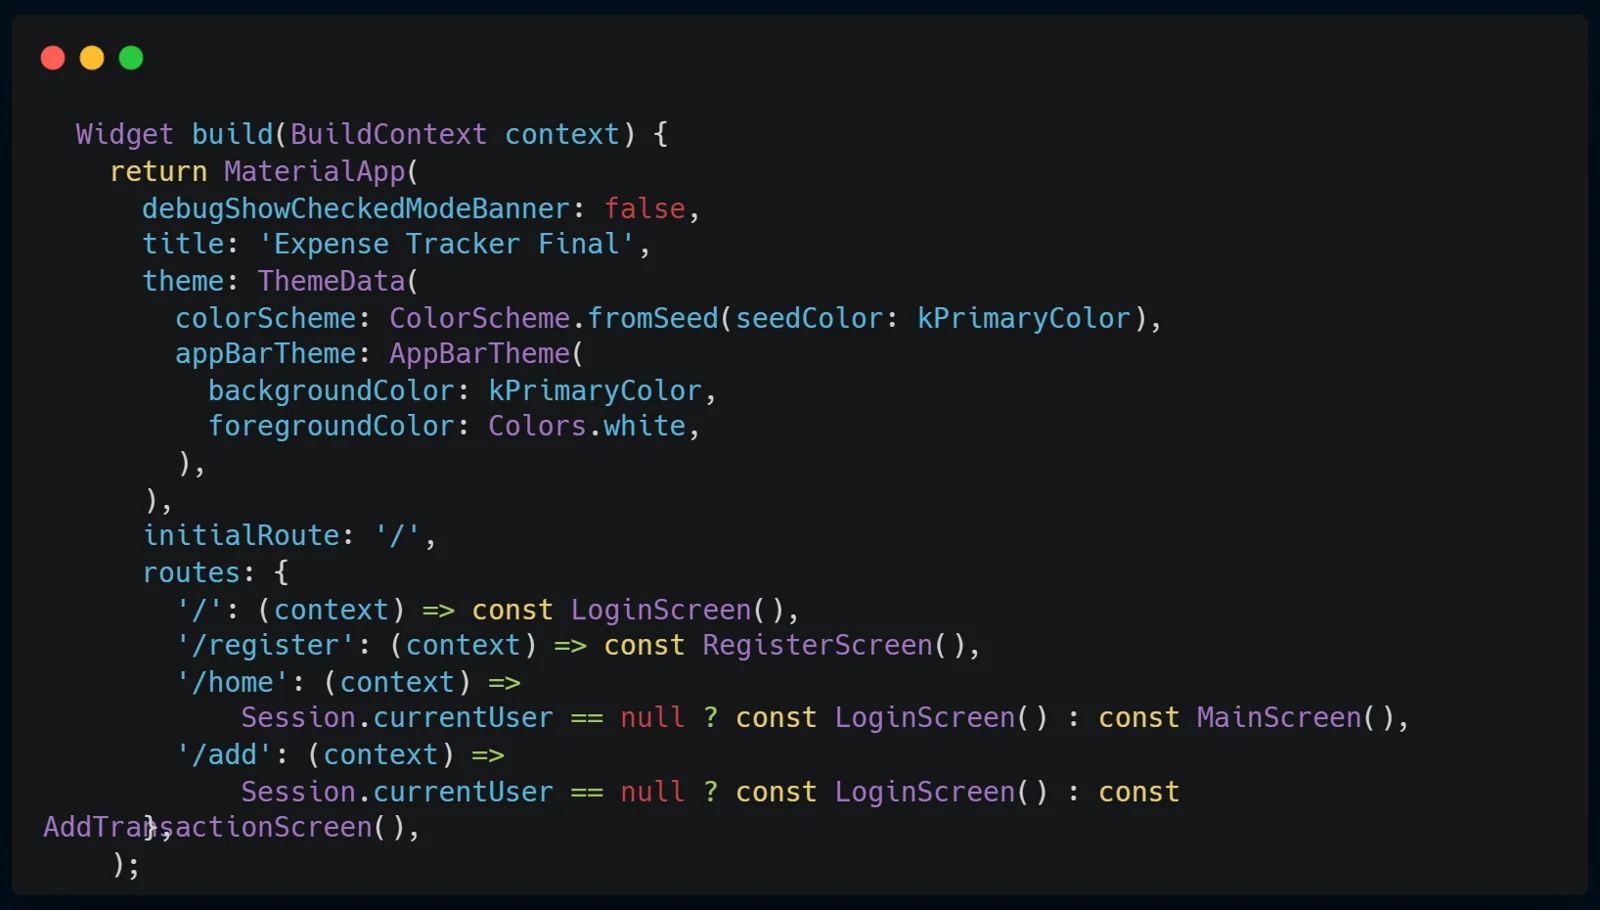 Widget build(BuildContext context) {
return MaterialApp(
debugShowCheckedModeBanner: false,
title: 'Expense Tracker Final',
theme: ThemeData(
colorScheme: ColorScheme.fromSeed(seedColor: kPrimaryColor),
appBarTheme: AppBarTheme(
backgroundColor: kPrimaryColor,
foregroundColor: Colors.white,
),
),
initialRoute: '/',
routes: {
'/': (context) => const LoginScreen(),
'/register': (context) => const RegisterScreen(),
'/home': (context) =>
Session.currentUser == null ? const LoginScreen() : const MainScreen(),
'/add': (context) =>
Session.currentUser == null ? const LoginScreen() : const
AddTransactionScreen(),
},
);